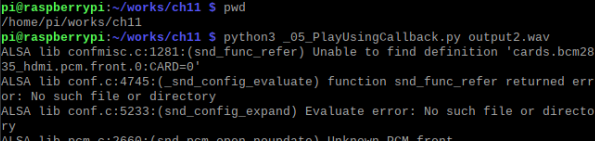 pi@raspberrypi:~/works/ch11 $ pwd
/home/pi/works/ch11
pi@raspberrypi:~/works/ch11 $ python3 _05_PlayUsingCallback.py output2.wav
ALSA lib confmisc.c:1281:(snd_func_refer) Unable to find definition 'cards.bcm28
35_hdmi.pcm.front.0:CARD=0'
ALSA lib conf.c:4745:(_snd_config_evaluate) function snd_func_refer returned err
or: No such file or directory
ALSA lib conf.c:5233:(snd_config_expand) Evaluate error: No such file or directo
ry
ALSA lib pcm.c:2660:(snd_pcm_open_noupdate) Unknown PCM front